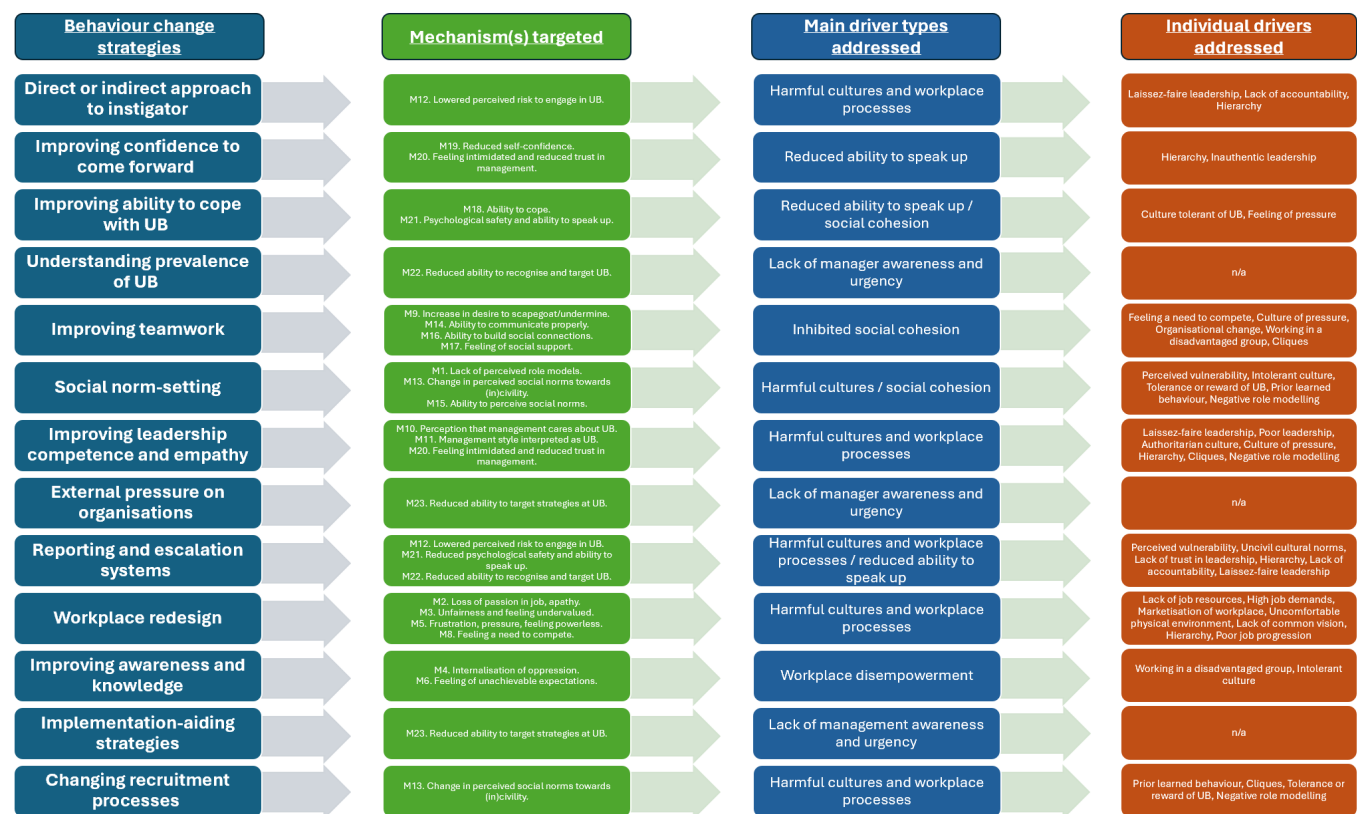 Behaviour change
strategies
Mechanism(s) targeted
Main driver types
addressed
Individual drivers
addressed
Direct or indirect approach
to instigator
M12. Lowered perceived risk to engage in UB.
Harmful cultures and workplace
processes
Laissez-faire leadership, Lack of accountability,
Hierarchy
Improving confidence to
come forward
M19. Reduced self-confidence.
M20. Feeling intimidated and reduced trust in
management.
Reduced ability to speak up
Hierarchy, Inauthentic leadership
Improving ability to cope
with UB
M18. Ability to cope.
M21. Psychological safety and ability to speak up.
Reduced ability to speak up /
social cohesion
Culture tolerant of UB, Feeling of pressure
Understanding prevalence
of UB
M22. Reduced ability to recognise and target UB.
Lack of manager awareness and
urgency
n/a
Improving teamwork
M9. Increase in desire to scapegoat/undermine.
M14. Ability to communicate properly.
M16. Ability to build social connections.
M17. Feeling of social support.
Inhibited social cohesion
Feeling a need to compete, Culture of pressure,
Organisational change, Working in a
disadvantaged group, Cliques
Social norm-setting
M1. Lack of perceived role models.
M13. Change in perceived social norms towards
(in)civility.
M15. Ability to perceive social norms.
Harmful cultures / social cohesion
Perceived vulnerability, Intolerant culture,
Tolerance or reward of UB, Prior learned
behaviour, Negative role modelling
Improving leadership
competence and empathy
M10. Perception that management cares about UB.
M11. Management style interpreted as UB.
M20. Feeling intimidated and reduced trust in
management.
Harmful cultures and workplace
processes
Laissez-faire leadership, Poor leadership,
Authoritarian culture, Culture of pressure,
Hierarchy, Cliques, Negative role modelling
External pressure on
organisations
M23. Reduced ability to target strategies at UB.
Lack of manager awareness and
urgency
n/a
Reporting and escalation
systems
M12. Lowered perceived risk to engage in UB.
M21. Reduced psychological safety and ability to
speak up.
M22. Reduced ability to recognise and target UB.
Harmful cultures and workplace
processes / reduced ability to
speak up
Perceived vulnerability, Uncivil cultural norms,
Lack of trust in leadership, Hierarchy, Lack of
accountability, Laissez-faire leadership
Workplace redesign
M2. Loss of passion in job, apathy.
M3. Unfairness and feeling undervalued.
M5. Frustration, pressure, feeling powerless.
M8. Feeling a need to compete.
Harmful cultures and workplace
processes
Lack of job resources, High job demands,
Marketisation of workplace, Uncomfortable
physical environment, Lack of common vision,
Hierarchy, Poor job progression
Improving awareness and
knowledge
M4. Internalisation of oppression.
M6. Feeling of unachievable expectations.
Workplace disempowerment
Working in a disadvantaged group, Intolerant
culture
Implementation-aiding
strategies
M23. Reduced ability to target strategies at UB.
Lack of management awareness
and urgency
n/a
Changing recruitment
processes
M13. Change in perceived social norms towards
(in)civility.
Harmful cultures and workplace
processes
Prior learned behaviour, Cliques, Tolerance or
reward of UB, Negative role modelling